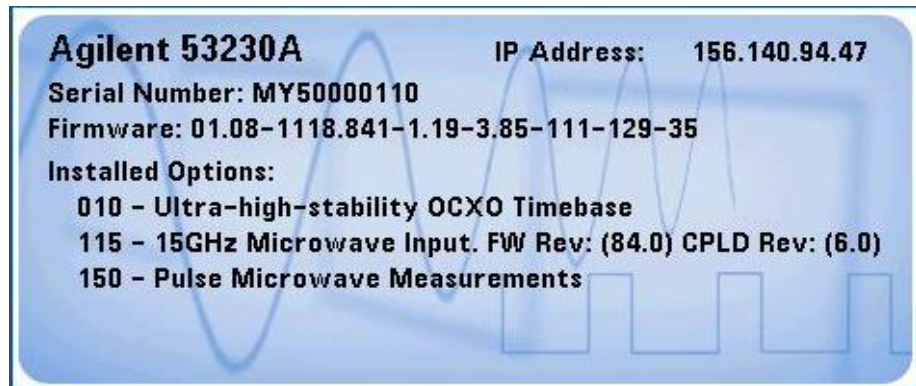 Agilent 53230A IP Address: 156.140.94.47
Serial Number: MY50000110
Firmware: 01.08-1118.841-1.19-3.85-111-129-35
Installed Options:
010 - Ultra-high-stability OCXO Timebase
115 - 15GHz Microwave Input. FW Rev: (84.0) CPLD Rev: (6.0)
150 - Pulse Microwave Measurements